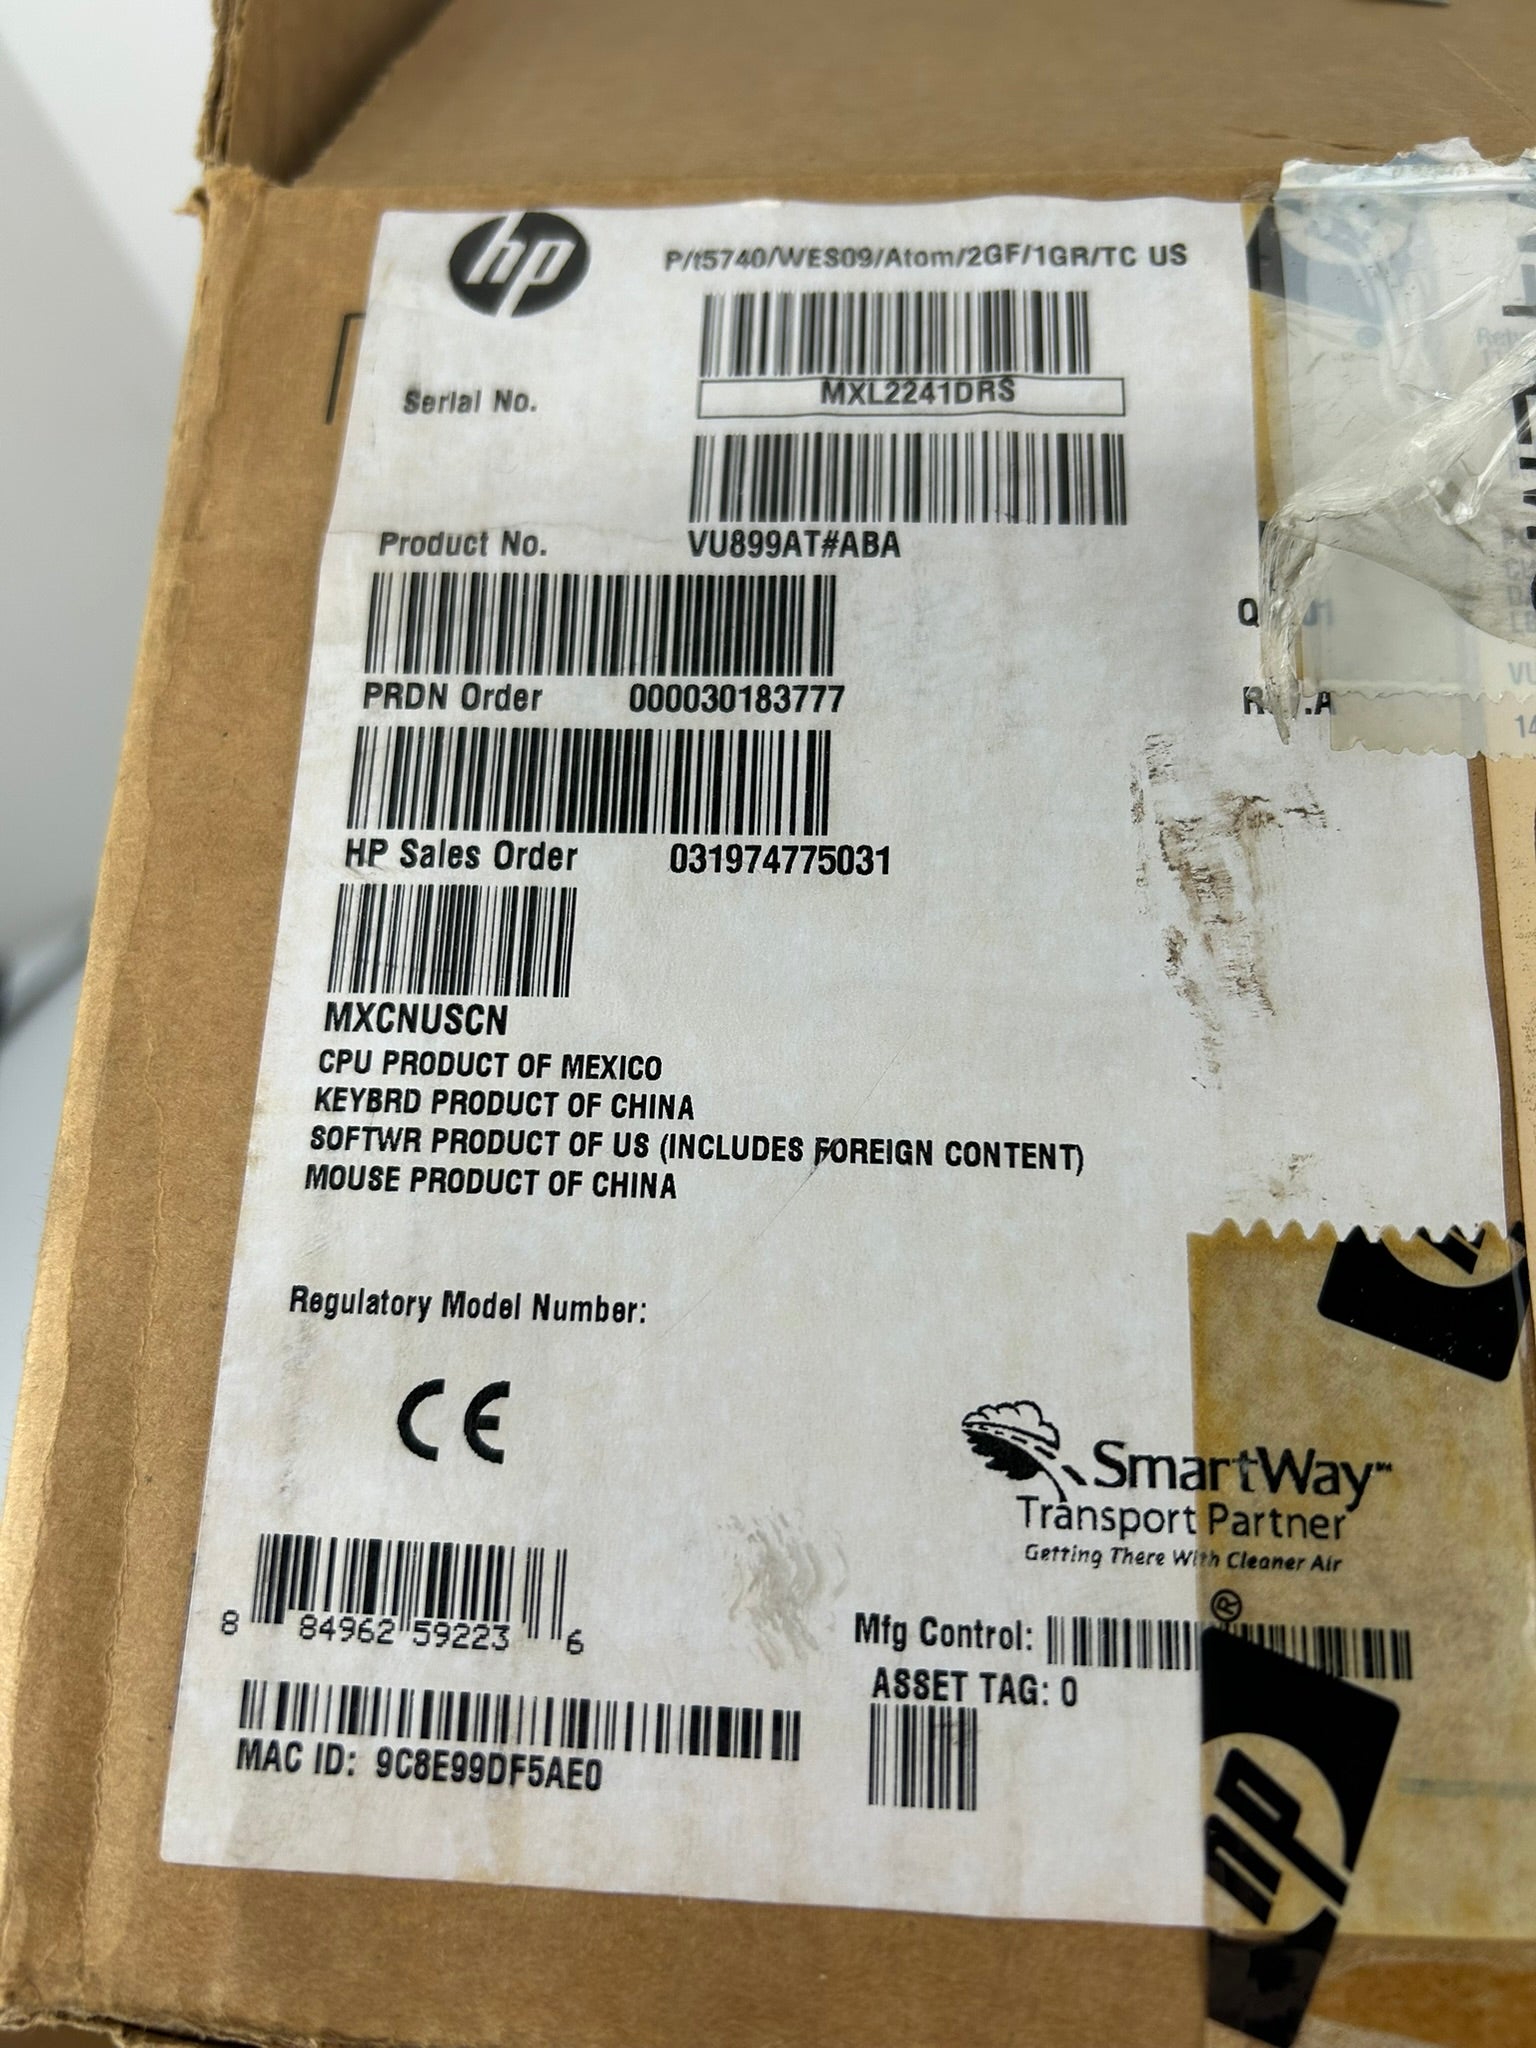 hp
P/t5740/WES09/Atom/2GF/1GR/TC US
Serial No.
MXL2241DRS
Product No. VU899AT#ABA
PRDN Order 000030183777
HP Sales Order 031974775031
MXCNUSCN
CPU PRODUCT OF MEXICO
KEYBRD PRODUCT OF CHINA
SOFTWR PRODUCT OF US (INCLUDES FOREIGN CONTENT)
MOUSE PRODUCT OF CHINA
Regulatory Model Number:
CE
SmartWay
Transport Partner
Getting There With Cleaner Air
8 84962 59223 6
Mfg Control:
ASSET TAG: 0
MAC ID: 9C8E99DF5AE0
®
hp